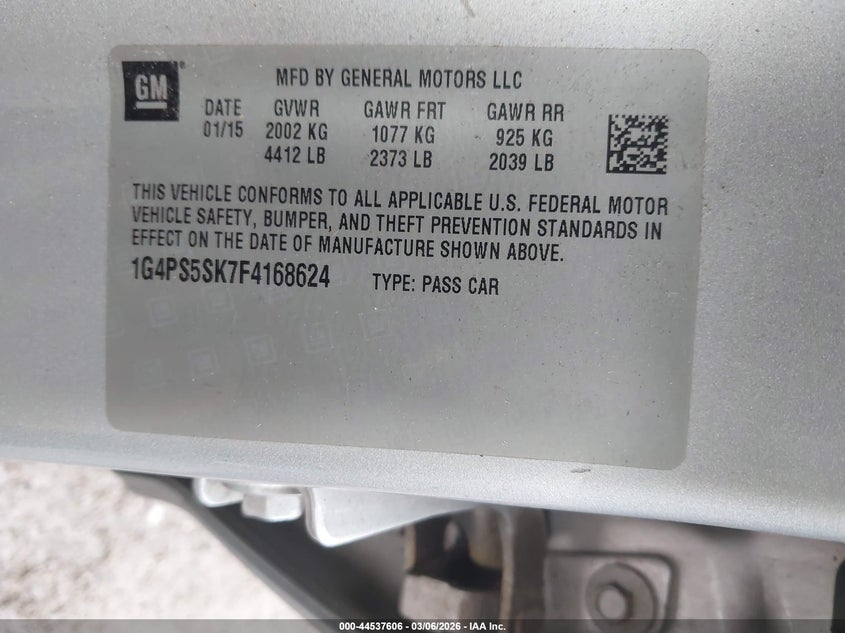 GM®
MFD BY GENERAL MOTORS LLC
DATE GVWR GAWR FRT GAWR RR
01/15 2002 KG 1077 KG 925 KG
4412 LB 2373 LB 2039 LB
THIS VEHICLE CONFORMS TO ALL APPLICABLE U.S. FEDERAL MOTOR
VEHICLE SAFETY, BUMPER, AND THEFT PREVENTION STANDARDS IN
EFFECT ON THE DATE OF MANUFACTURE SHOWN ABOVE.
1G4PS5SK7F4168624 TYPE: PASS CAR
000-44537606 - 03/06/2026 - IAA Inc.